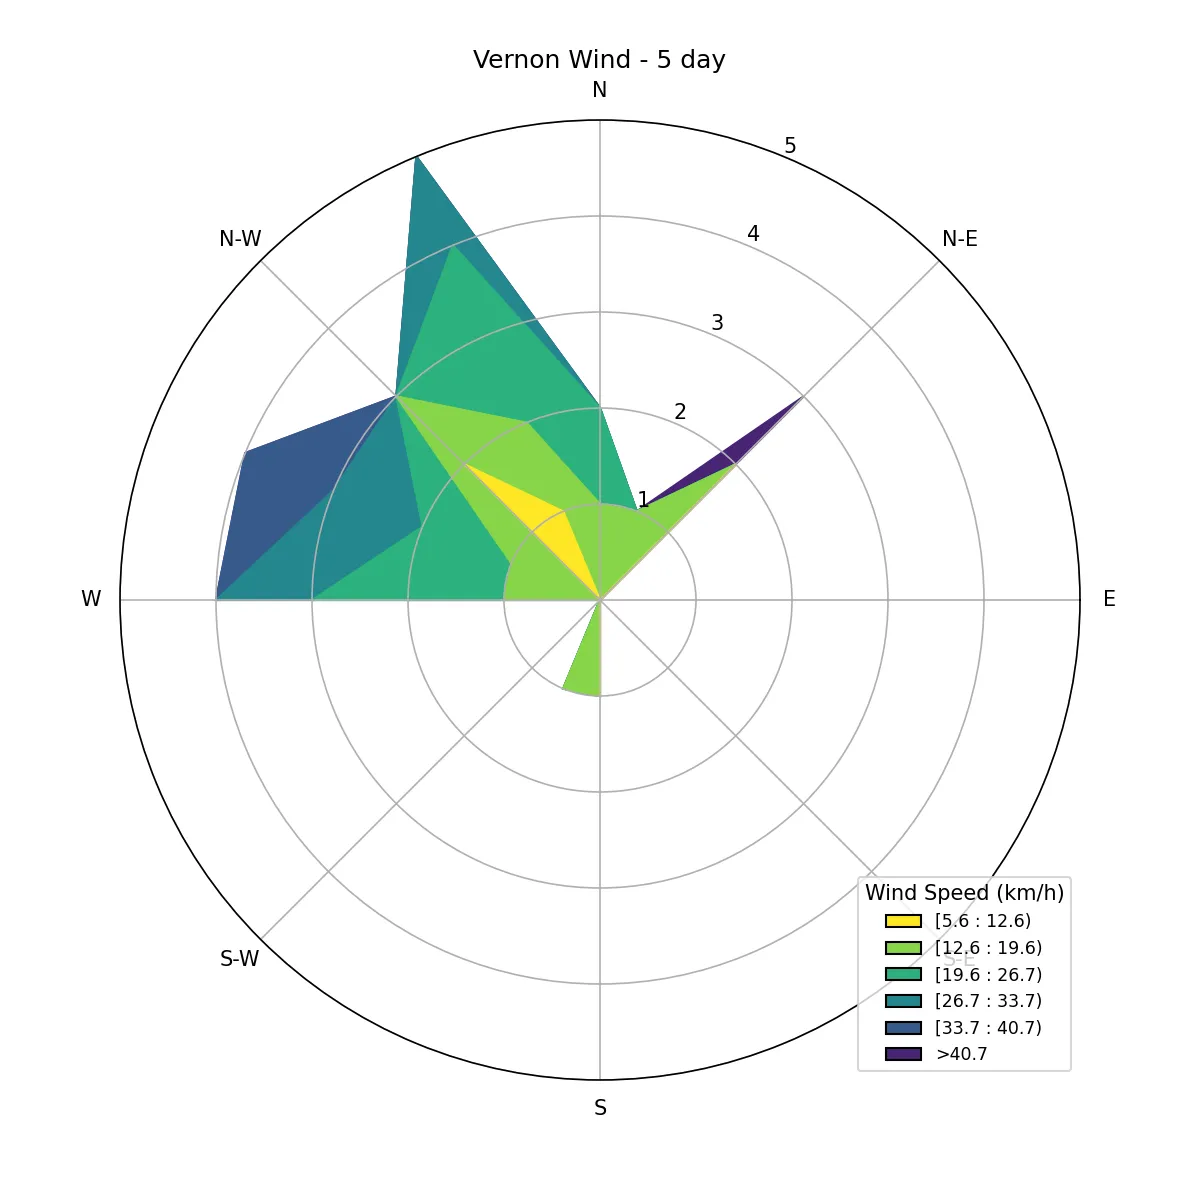 Vernon Wind - 5 day
N
5
N-W
4
N-E
3
2
1
W
E
S-W
S-E
S
Wind Speed (km/h)
[5.6 : 12.6)
[12.6 : 19.6)
[19.6 : 26.7)
[26.7 : 33.7)
[33.7 : 40.7)
>40.7